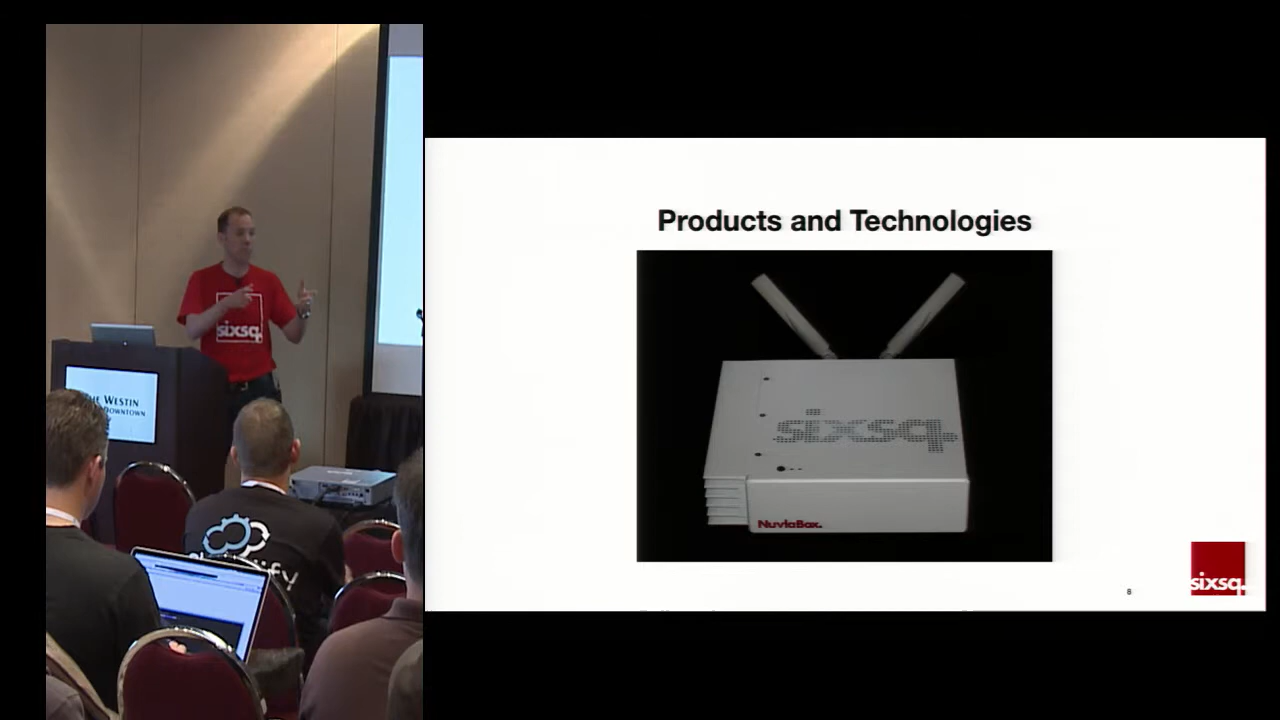 sixsq.
THE WESTIN
DOWNTOWN
Products and Technologies
sixsq.
NuvlaBox.
8
sixsq.